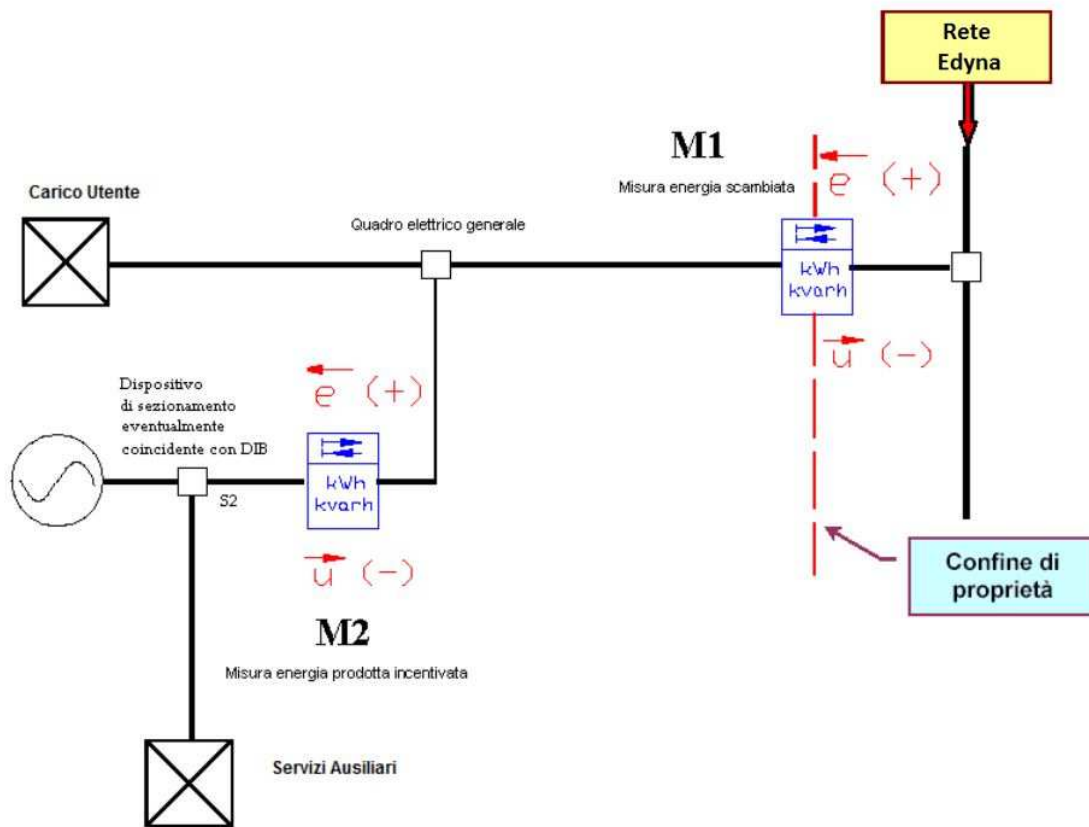 Rete
Edyna
M1
Misura energia scambiata
e (+)
Carico Utente
Quadro elettrico generale
kWh
kvarh
u (-)
e (+)
Dispositivo
di sezionamento
eventualmente
coincidente con DIB
S2
kWh
kvarh
u (-)
Confine di
proprietà
M2
Misura energia prodotta incentivata
Servizi Ausiliari